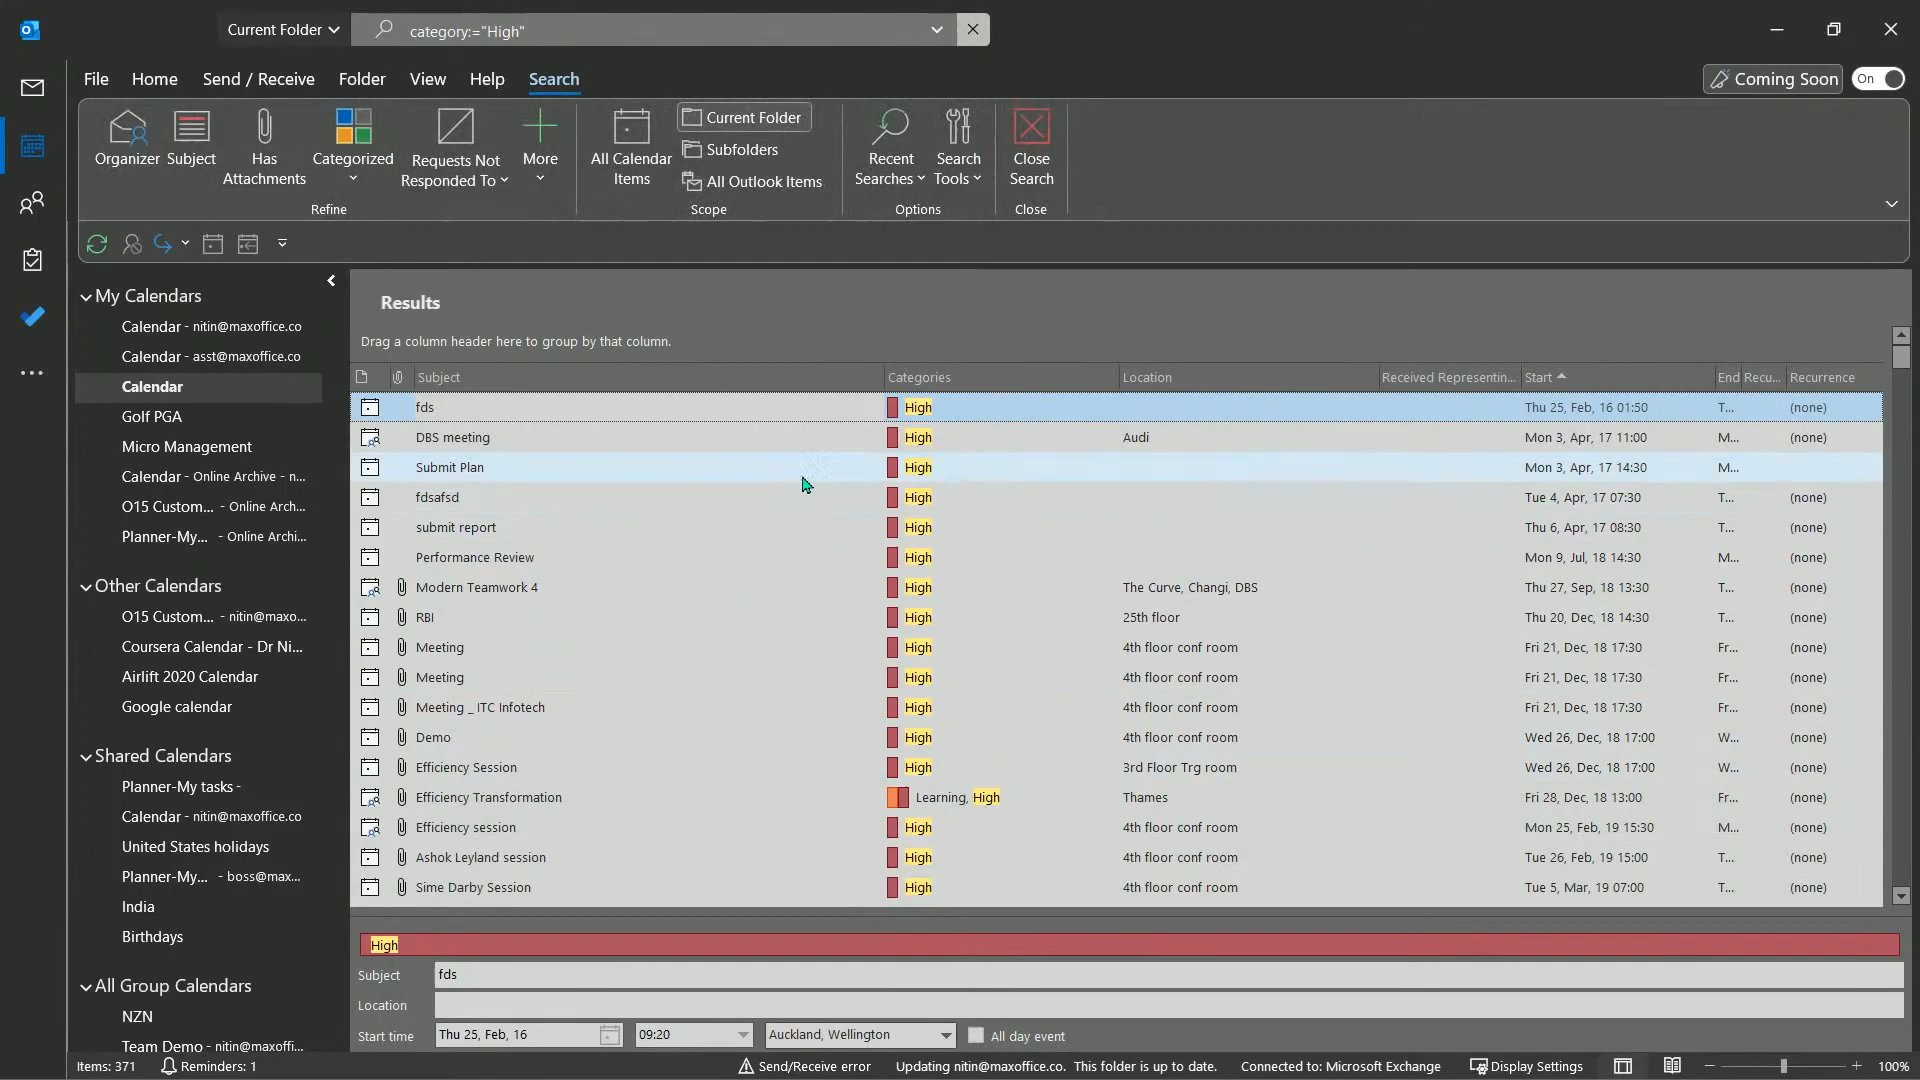 Current Folder
category:="High"
File Home Send / Receive Folder View Help Search
Coming Soon
On
Organizer
Subject
Has
Attachments
Categorized
Requests Not
Responded To
More
Refine
All Calendar
Items
Current Folder
Subfolders
All Outlook Items
Scope
Recent
Searches
Search
Tools
Options
Close
Search
Close
My Calendars
Calendar - nitin@maxoffice.co
Calendar - asst@maxoffice.co
Calendar
Golf PGA
Micro Management
Calendar - Online Archive - n...
O15 Custom... - Online Arch...
Planner-My... - Online Archi...
Other Calendars
O15 Custom... - nitin@maxo...
Coursera Calendar - Dr Ni...
Airlift 2020 Calendar
Google calendar
Shared Calendars
Planner-My tasks -
Calendar - nitin@maxoffice.co
United States holidays
Planner-My... - boss@max...
India
Birthdays
All Group Calendars
NZN
Team Demo - nitin@maxoffi...
Results
Drag a column header here to group by that column.
Subject Categories Location Received Representin... Start End Recu... Recurrence
fds High Thu 25, Feb, 16 01:50 T... (none)
DBS meeting High Audi Mon 3, Apr, 17 11:00 M... (none)
Submit Plan High Mon 3, Apr, 17 14:30 M...
fdsafsd High Tue 4, Apr, 17 07:30 T... (none)
submit report High Thu 6, Apr, 17 08:30 T... (none)
Performance Review High Mon 9, Jul, 18 14:30 M... (none)
Modern Teamwork 4 High The Curve, Changi, DBS Thu 27, Sep, 18 13:30 T... (none)
RBI High 25th floor Thu 20, Dec, 18 14:30 T... (none)
Meeting High 4th floor conf room Fri 21, Dec, 18 17:30 Fr... (none)
Meeting High 4th floor conf room Fri 21, Dec, 18 17:30 Fr... (none)
Meeting _ ITC Infotech High 4th floor conf room Fri 21, Dec, 18 17:30 Fr... (none)
Demo High 4th floor conf room Wed 26, Dec, 18 17:00 W... (none)
Efficiency Session High 3rd Floor Trg room Wed 26, Dec, 18 17:00 W... (none)
Efficiency Transformation Learning, High Thames Fri 28, Dec, 18 13:00 Fr... (none)
Efficiency session High 4th floor conf room Mon 25, Feb, 19 15:30 M... (none)
Ashok Leyland session High 4th floor conf room Tue 26, Feb, 19 15:00 T... (none)
Sime Darby Session High 4th floor conf room Tue 5, Mar, 19 07:00 T... (none)
High
Subject fds
Location
Start time Thu 25, Feb, 16 09:20 Auckland, Wellington All day event
Items: 371 Reminders: 1 Send/Receive error Updating nitin@maxoffice.co. This folder is up to date. Connected to: Microsoft Exchange Display Settings 100%